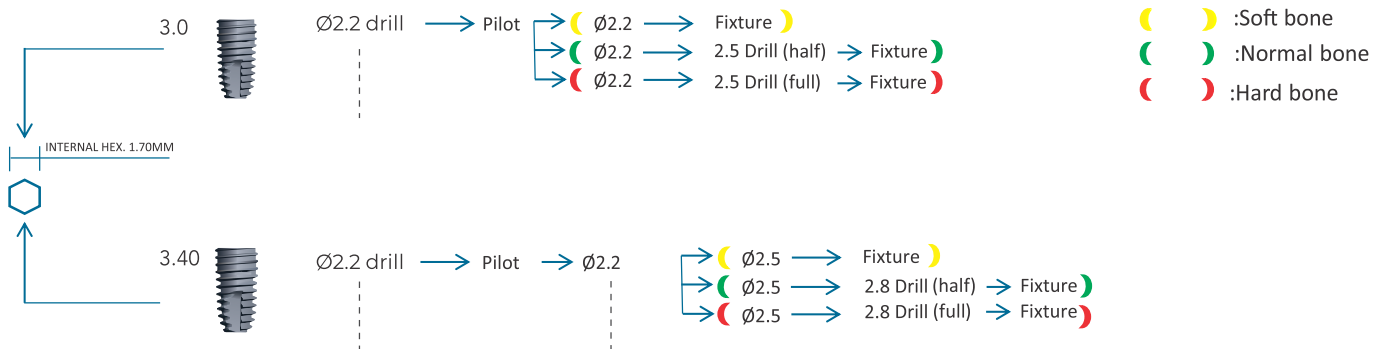 3.0 Ø2.2 drill Pilot Ø2.2 Fixture
Ø2.2 2.5 Drill (half) Fixture
Ø2.2 2.5 Drill (full) Fixture
:Soft bone
:Normal bone
:Hard bone
INTERNAL HEX. 1.70MM
3.40 Ø2.2 drill Pilot Ø2.2 Ø2.5 Fixture
Ø2.5 2.8 Drill (half) Fixture
Ø2.5 2.8 Drill (full) Fixture